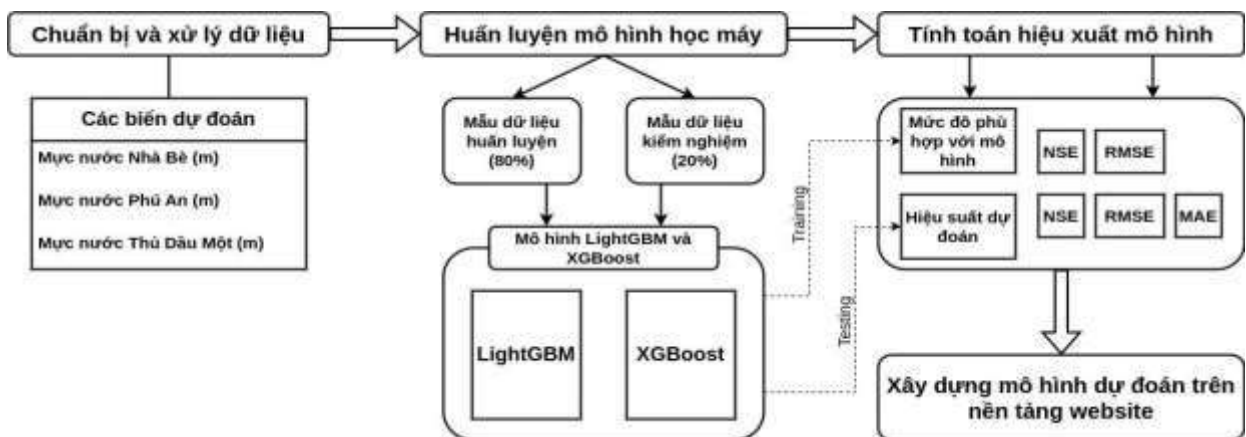 Chuẩn bị và xử lý dữ liệu
Huấn luyện mô hình học máy
Tính toán hiệu xuất mô hình
Các biến dự đoán
Mực nước Nhà Bè (m)
Mực nước Phú An (m)
Mực nước Thủ Dầu Một (m)
Mẫu dữ liệu
huấn luyện
(80%)
Mẫu dữ liệu
kiểm nghiệm
(20%)
Mô hình LightGBM và
XGBoost
LightGBM
XGBoost
Training
Testing
Mức độ phù
hợp với mô
hình
NSE
RMSE
Hiệu suất dự
đoán
NSE
RMSE
MAE
Xây dựng mô hình dự đoán trên
nền tảng website